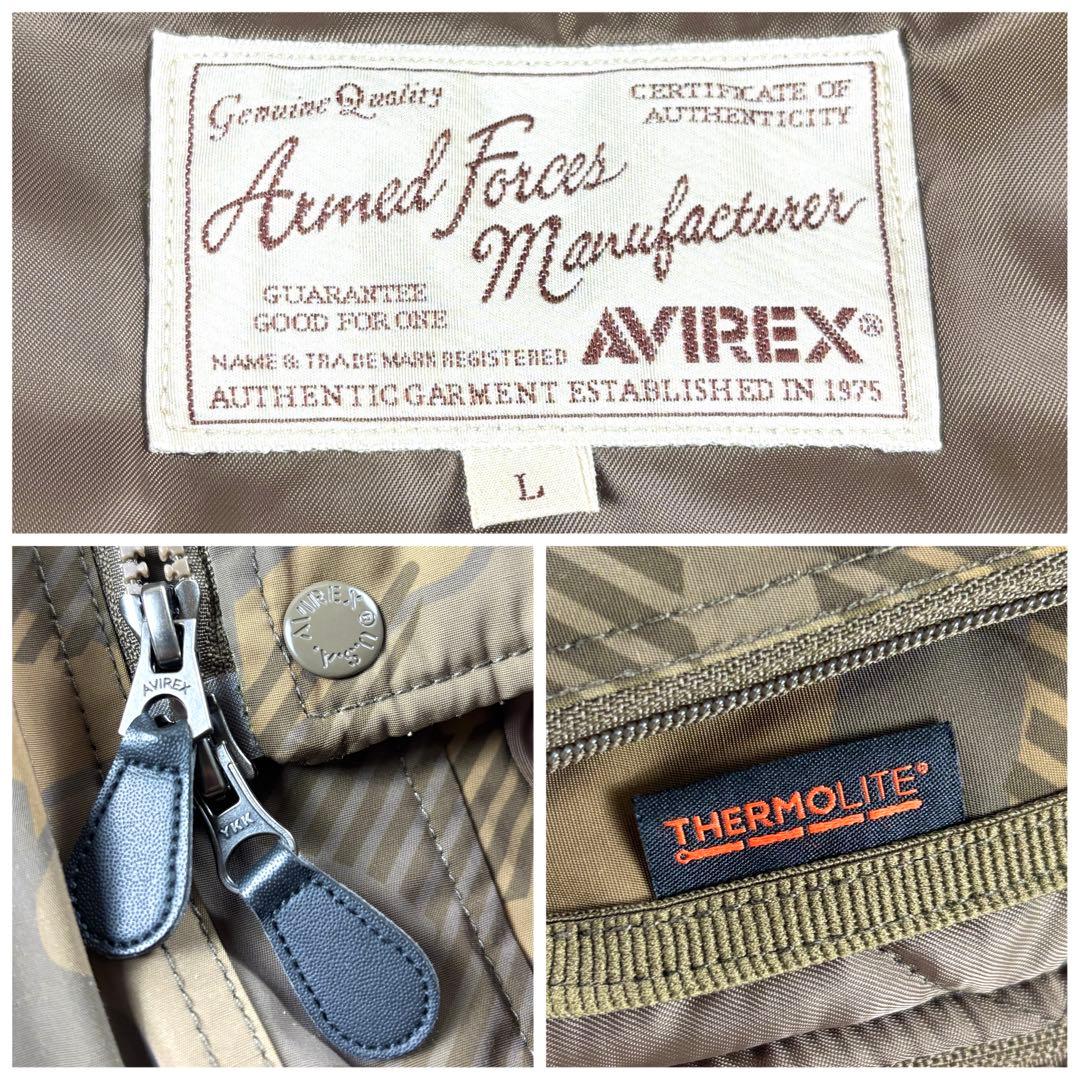 Genuine Quality
CERTIFICATE OF
AUTHENTICITY
Armed Forces
Manufacturer
GUARANTEE
GOOD FOR ONE
NAME & TRADE MARK REGISTERED
AVIREX®
AUTHENTIC GARMENT ESTABLISHED IN 1975
L
AVIREX® U.S.A.
AVIREX
YKK
THERMOLITE®